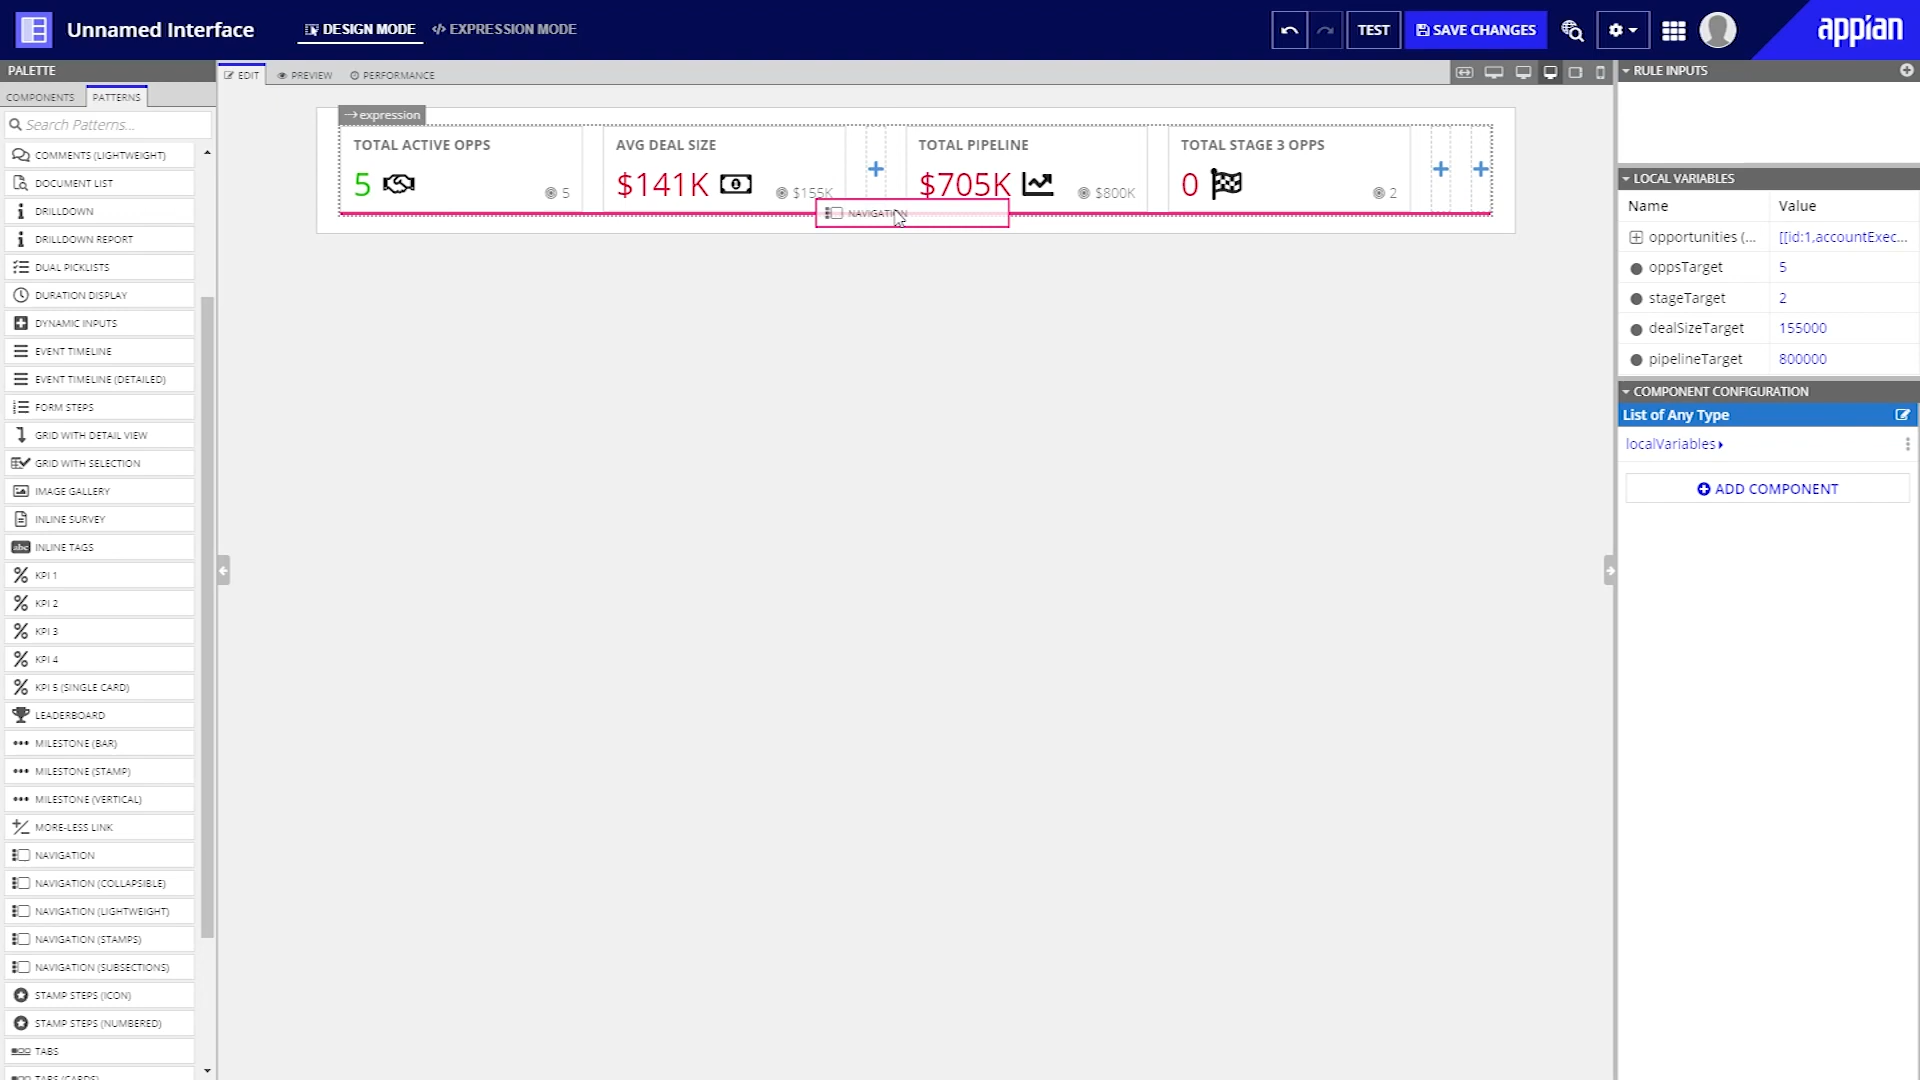 Unnamed Interface
DESIGN MODE
EXPRESSION MODE
TEST
SAVE CHANGES
appian
PALETTE
COMPONENTS
PATTERNS
Search Patterns...
COMMENTS (LIGHTWEIGHT)
DOCUMENT LIST
DRILLDOWN
DRILLDOWN REPORT
DUAL PICKLISTS
DURATION DISPLAY
DYNAMIC INPUTS
EVENT TIMELINE
EVENT TIMELINE (DETAILED)
FORM STEPS
GRID WITH DETAIL VIEW
GRID WITH SELECTION
IMAGE GALLERY
INLINE SURVEY
abc INLINE TAGS
KPI 1
KPI 2
KPI 3
KPI 4
KPI 5 (SINGLE CARD)
LEADERBOARD
MILESTONE (BAR)
MILESTONE (STAMP)
MILESTONE (VERTICAL)
MORE-LESS LINK
NAVIGATION
NAVIGATION (COLLAPSIBLE)
NAVIGATION (LIGHTWEIGHT)
NAVIGATION (STAMPS)
NAVIGATION (SUBSECTIONS)
STAMP STEPS (ICON)
STAMP STEPS (NUMBERED)
TABS
TABS (CARDS)
EDIT
PREVIEW
PERFORMANCE
expression
TOTAL ACTIVE OPPS
5
5
AVG DEAL SIZE
$141K
$155K
TOTAL PIPELINE
$705K
$800K
TOTAL STAGE 3 OPPS
0
2
NAVIGATION
RULE INPUTS
LOCAL VARIABLES
Name Value
opportunities (... [[id:1,accountExec...
oppsTarget 5
stageTarget 2
dealSizeTarget 155000
pipelineTarget 800000
COMPONENT CONFIGURATION
List of Any Type
localVariables
ADD COMPONENT